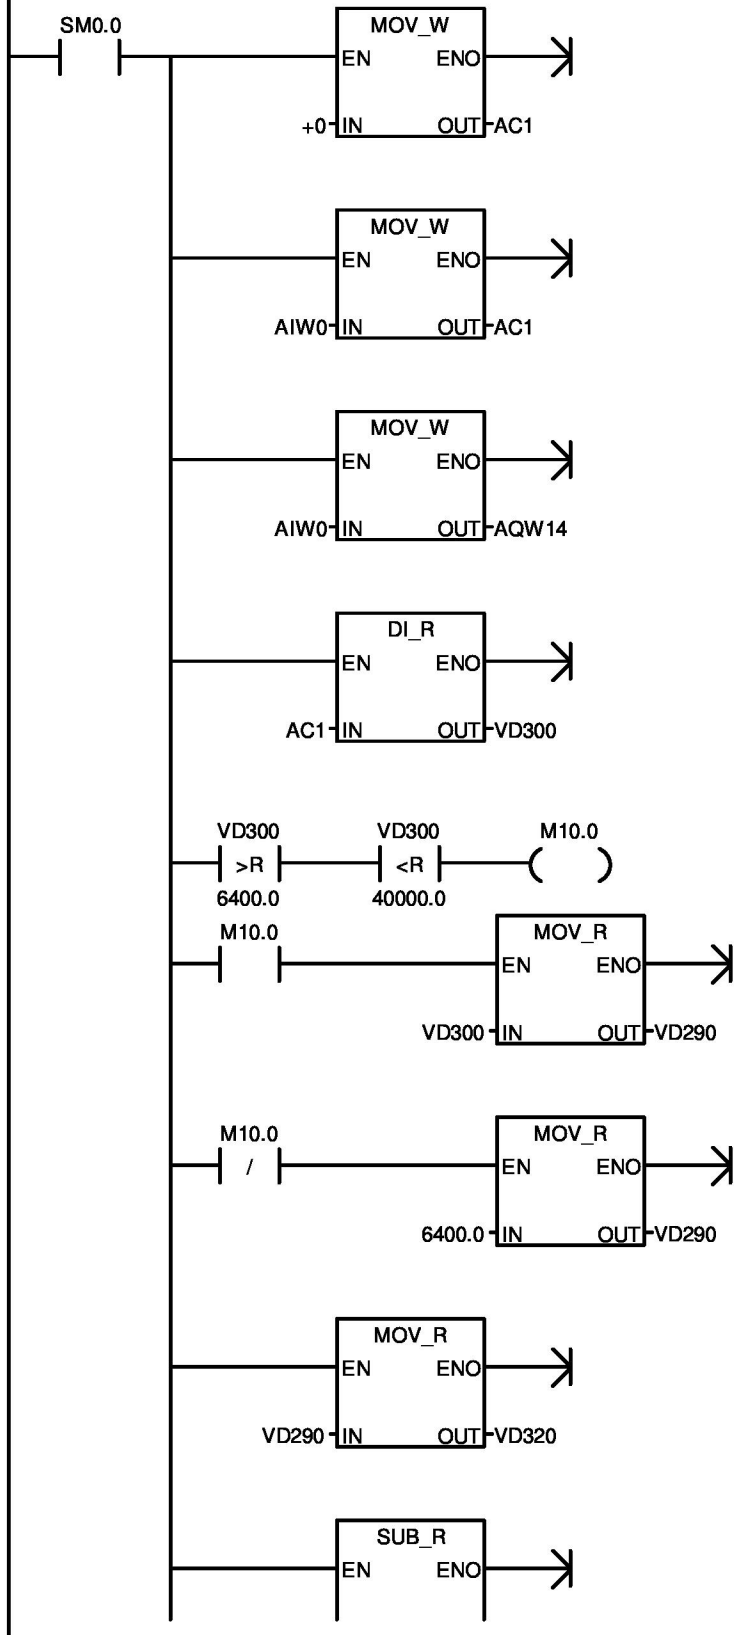 SM0.0
MOV_W
EN ENO
+0 IN OUT AC1
MOV_W
EN ENO
AIW0 IN OUT AC1
MOV_W
EN ENO
AIW0 IN OUT AQW14
DI_R
EN ENO
AC1 IN OUT VD300
VD300 VD300 M10.0
>R <R
6400.0 40000.0
M10.0
MOV_R
EN ENO
VD300 IN OUT VD290
M10.0
MOV_R
/
EN ENO
6400.0 IN OUT VD290
MOV_R
EN ENO
VD290 IN OUT VD320
SUB_R
EN ENO